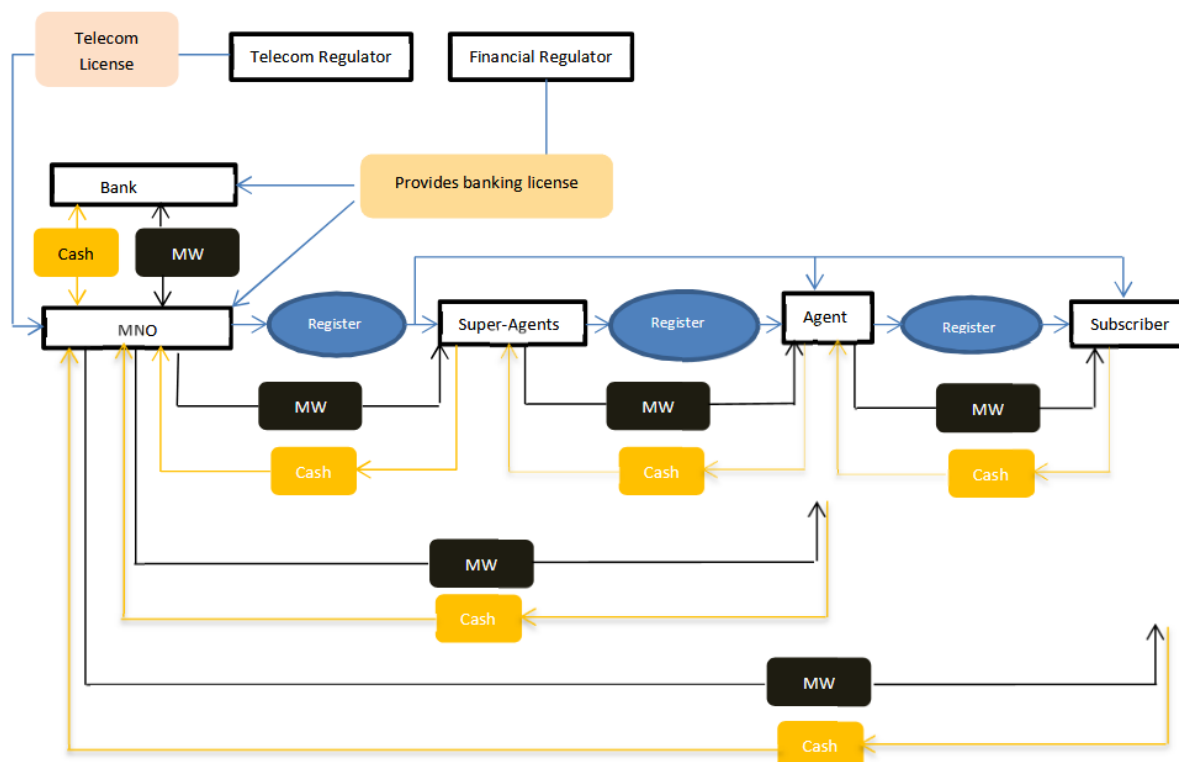 Telecom
License
Telecom Regulator
Financial Regulator
Bank
Provides banking license
Cash
MW
MNO
Register
Super-Agents
Register
Agent
Register
Subscriber
MW
MW
MW
Cash
Cash
Cash
MW
Cash
MW
Cash